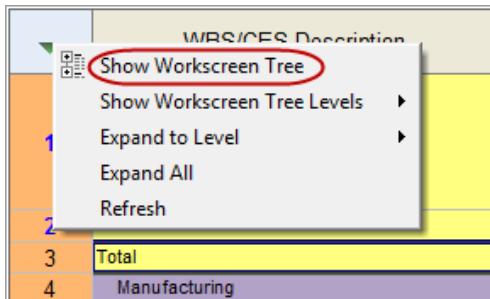 WBS/CES Description
Show Workscreen Tree
Show Workscreen Tree Levels
1
Expand to Level
Expand All
Refresh
2
3 Total
4 Manufacturing